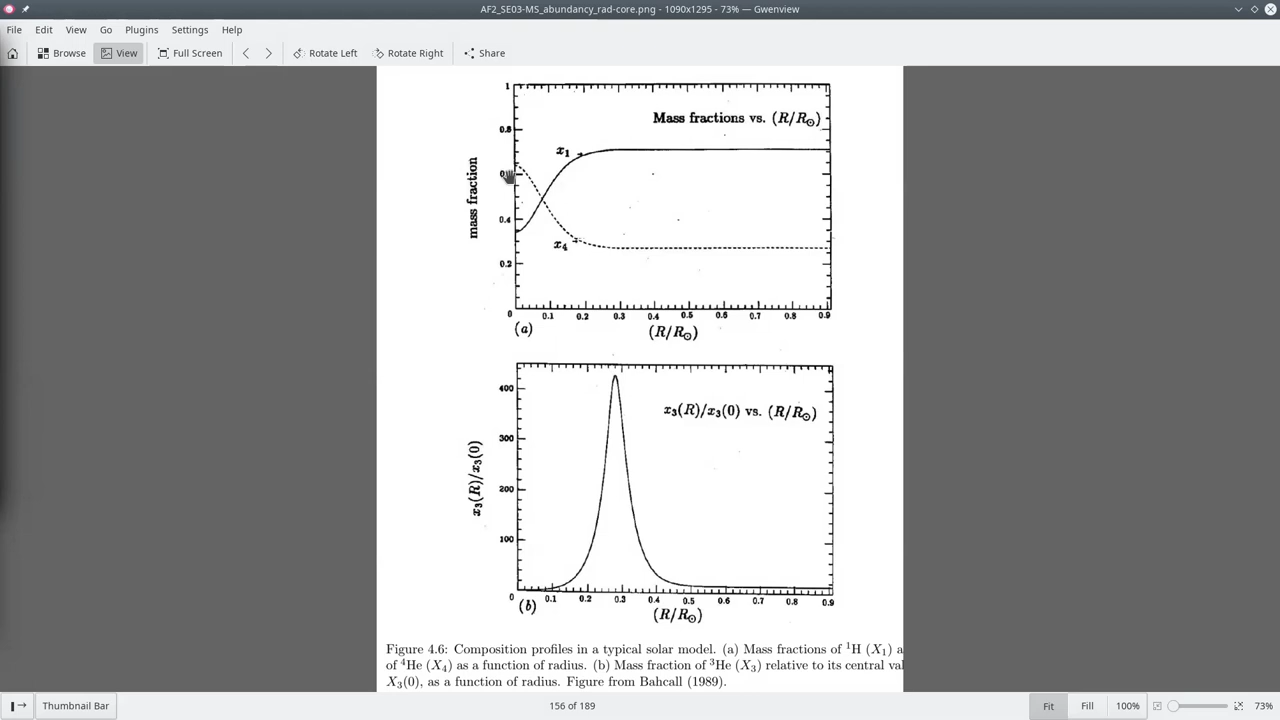 AF2_SE03-MS_abundancy_rad-core.png - 1090x1295 - 73% — Gwenview
File Edit View Go Plugins Settings Help
Browse View Full Screen Rotate Left Rotate Right Share
Mass fractions vs. (R/R⊙)
mass fraction
1
0.8
0.6
0.4
0.2
0
x₁
x₄
0.1 0.2 0.3 0.4 0.5 0.6 0.7 0.8 0.9
(a)
(R/R⊙)
x₃(R)/x₃(0) vs. (R/R⊙)
x₃(R)/x₃(0)
400
300
200
100
0
0.1 0.2 0.3 0.4 0.5 0.6 0.7 0.8 0.9
(b)
(R/R⊙)
Figure 4.6: Composition profiles in a typical solar model. (a) Mass fractions of ¹H (X₁) a
of ⁴He (X₄) as a function of radius. (b) Mass fraction of ³He (X₃) relative to its central val
X₃(0), as a function of radius. Figure from Bahcall (1989).
Thumbnail Bar 156 of 189 Fit Fill 100% 73%